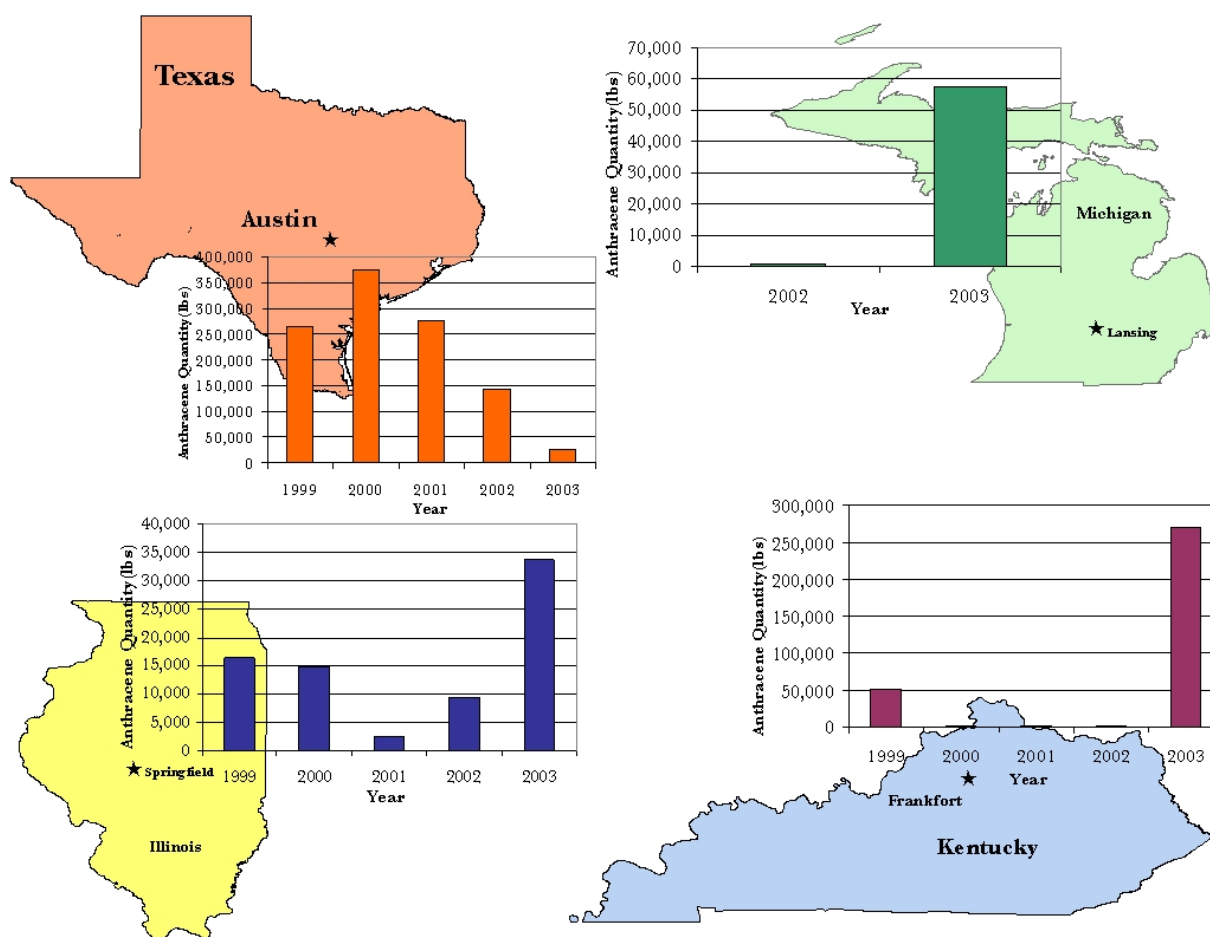 Texas
Austin
400,000
350,000
300,000
250,000
200,000
150,000
100,000
50,000
0
Anthracene Quantity(lbs)
1999 2000 2001 2002 2003
Year
70,000
60,000
50,000
40,000
30,000
20,000
10,000
0
Anthracene Quantity(lbs)
2002 2003
Year
Michigan
Lansing
40,000
35,000
30,000
25,000
20,000
15,000
10,000
5,000
0
Anthracene Quantity(lbs)
1999 2000 2001 2002 2003
Year
Springfield
Illinois
300,000
250,000
200,000
150,000
100,000
50,000
0
Anthracene Quantity(lbs)
1999 2000 2001 2002 2003
Year
Frankfort
Kentucky